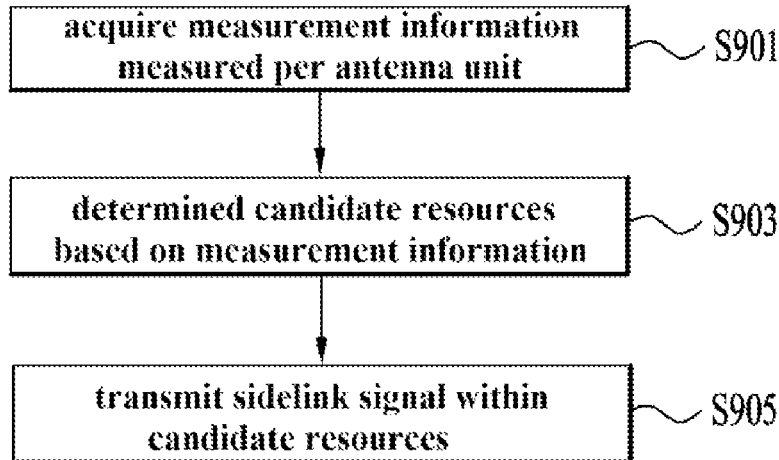 acquire measurement information
measured per antenna unit
S901
determined candidate resources
based on measurement information
S903
transmit sidelink signal within
candidate resources
S905